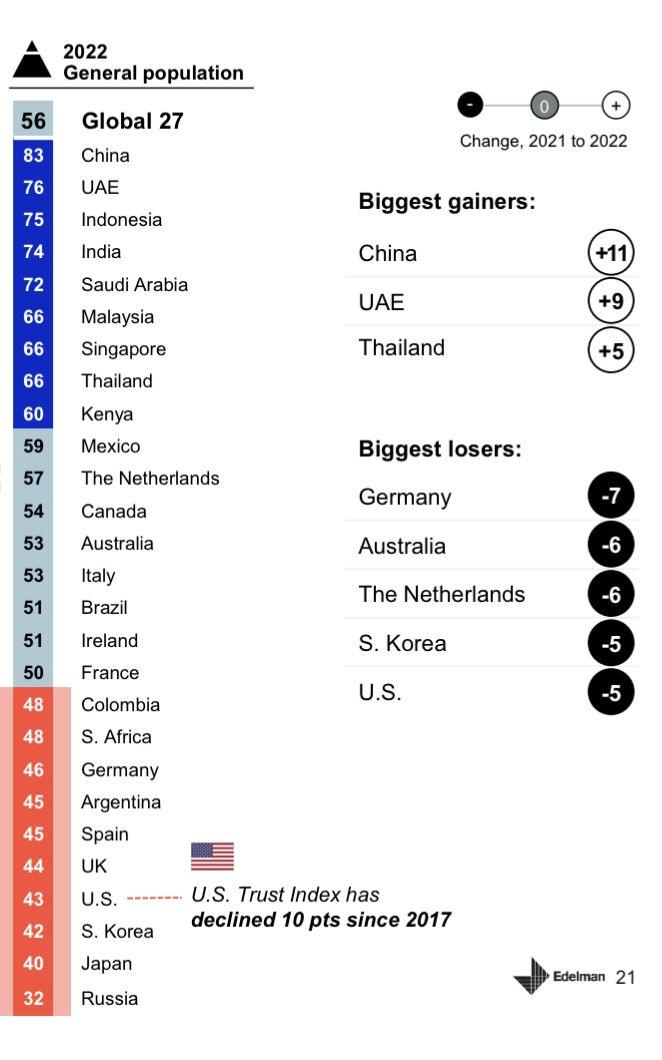 2022
General population
56 Global 27
83 China
76 UAE
75 Indonesia
74 India
72 Saudi Arabia
66 Malaysia
66 Singapore
66 Thailand
60 Kenya
59 Mexico
57 The Netherlands
54 Canada
53 Australia
53 Italy
51 Brazil
51 Ireland
50 France
48 Colombia
48 S. Africa
46 Germany
45 Argentina
45 Spain
44 UK
43 U.S.
42 S. Korea
40 Japan
32 Russia
- 0 +
Change, 2021 to 2022
Biggest gainers:
China +11
UAE +9
Thailand +5
Biggest losers:
Germany -7
Australia -6
The Netherlands -6
S. Korea -5
U.S. -5
U.S. Trust Index has
declined 10 pts since 2017
Edelman 21